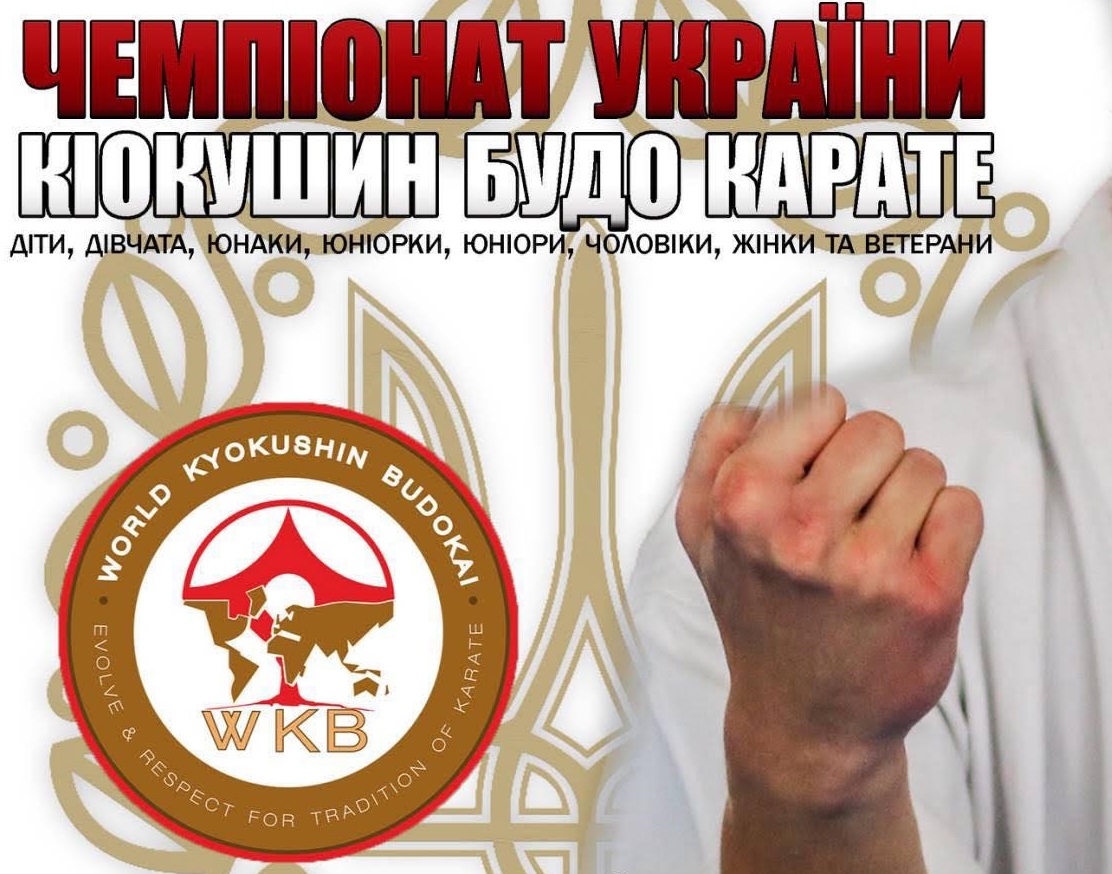 ЧЕМПІОНАТ УКРАЇНИ
КІОКУШИН БУДО КАРАТЕ
ДІТИ, ДІВЧАТА, ЮНАКИ, ЮНІОРКИ, ЮНІОРИ, ЧОЛОВІКИ, ЖІНКИ ТА ВЕТЕРАНИ
• WORLD KYOKUSHIN BUDOKAI •
WKB
EVOLVE & RESPECT FOR TRADITION OF KARATE